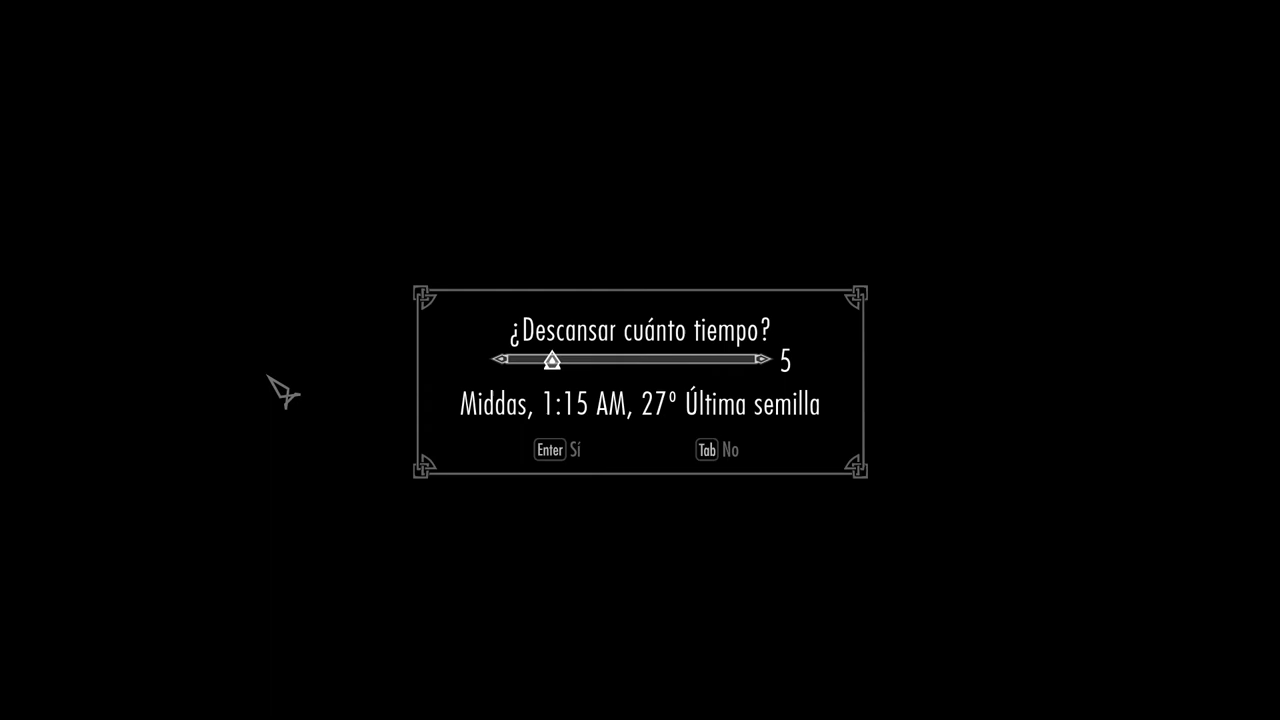 ¿Descansar cuánto tiempo?
5
Middas, 1:15 AM, 27º Última semilla
Enter Sí Tab No